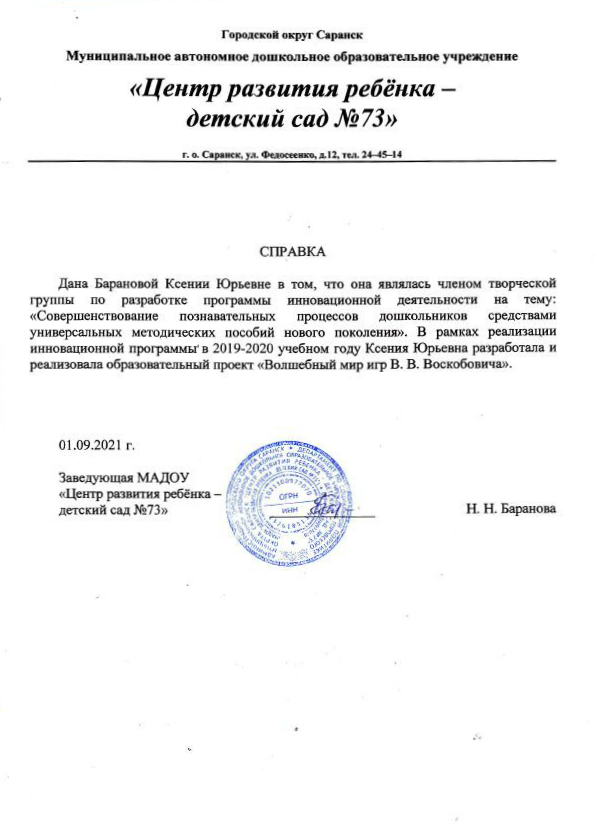 Городской округ Саранск
Муниципальное автономное дошкольное образовательное учреждение
«Центр развития ребёнка –
детский сад №73»
г. о. Саранск, ул. Федосеенко, д.12, тел. 24–45–14
СПРАВКА
Дана Барановой Ксении Юрьевне в том, что она являлась членом творческой
группы по разработке программы инновационной деятельности на тему:
«Совершенствование познавательных процессов дошкольников средствами
универсальных методических пособий нового поколения». В рамках реализации
инновационной программы в 2019-2020 учебном году Ксения Юрьевна разработала и
реализовала образовательный проект «Волшебный мир игр В. В. Воскобовича».
01.09.2021 г.
Заведующая МАДОУ
«Центр развития ребёнка –
детский сад №73»
ОГРН
ИНН
Н. Н. Баранова